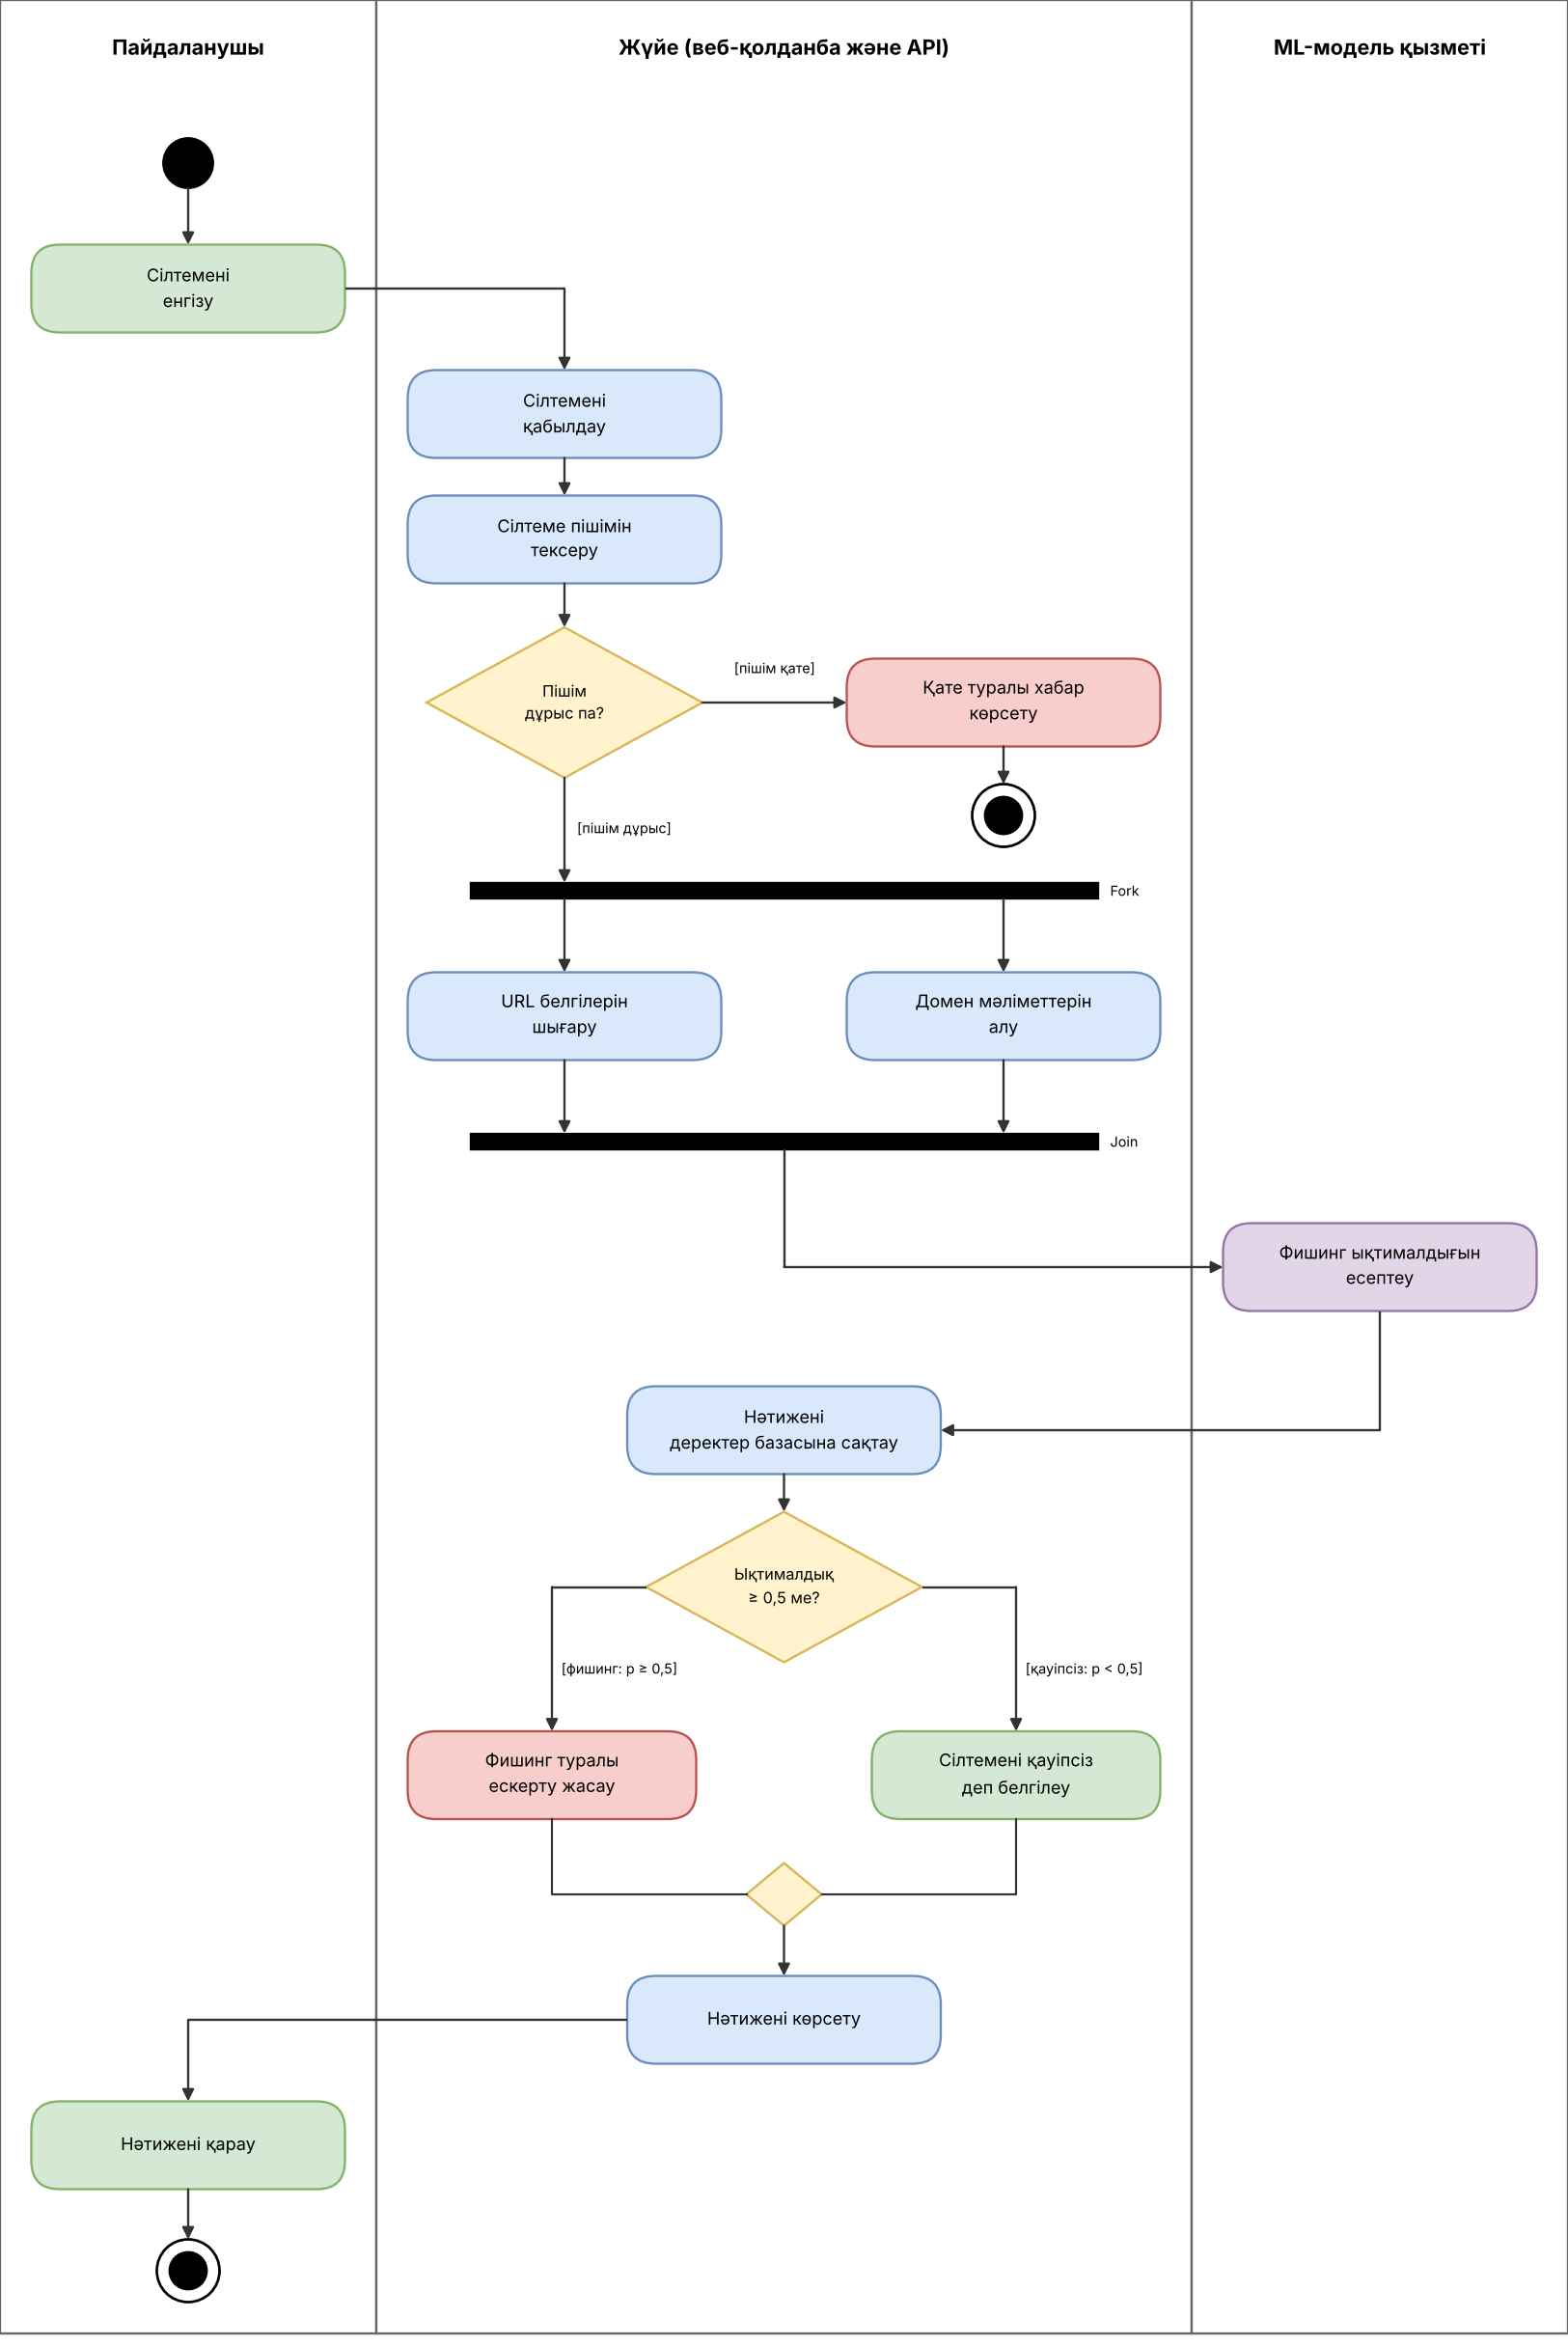 Пайдаланушы
Жүйе (веб-қолданба және API)
ML-модель қызметі
Сілтемені
енгізу
Сілтемені
қабылдау
Сілтеме пішімін
тексеру
Пішім
дұрыс па?
[пішім қате]
Қате туралы хабар
көрсету
[пішім дұрыс]
Fork
URL белгілерін
шығару
Домен мәліметтерін
алу
Join
Фишинг ықтималдығын
есептеу
Нәтижені
деректер базасына сақтау
Ықтималдық
≥ 0,5 ме?
[фишинг: p ≥ 0,5]
[қауіпсіз: p < 0,5]
Фишинг туралы
ескерту жасау
Сілтемені қауіпсіз
деп белгілеу
Нәтижені көрсету
Нәтижені қарау